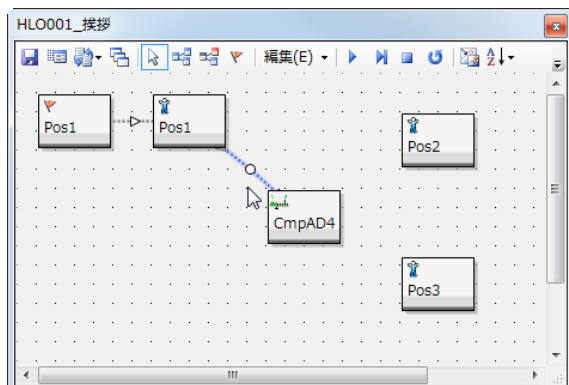 HLO001_挨拶
編集(E)
A
Z
Pos1
Pos1
Pos2
CmpAD4
Pos3